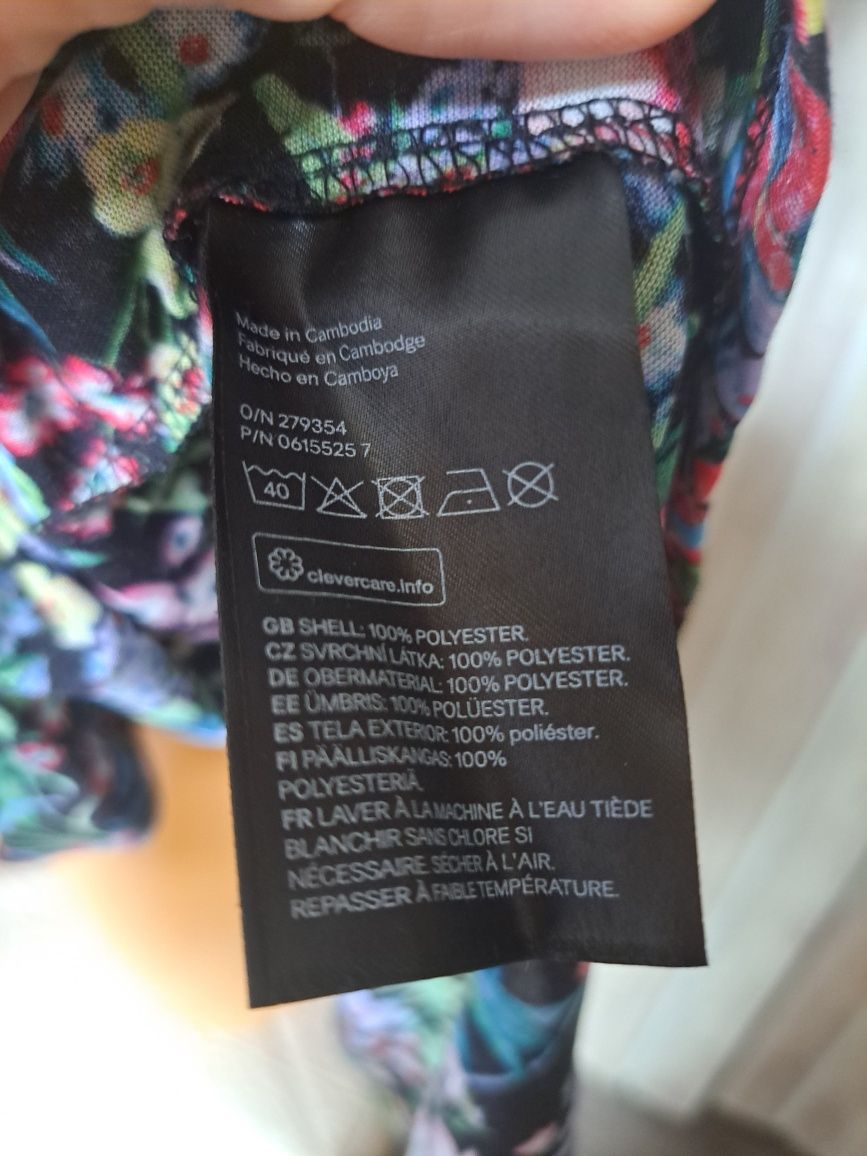 Made in Cambodia
Fabriqué en Cambodge
Hecho en Camboya
O/N 279354
P/N 0615525 7
40
clevercare.info
GB SHELL: 100% POLYESTER.
CZ SVRCHNÍ LÁTKA: 100% POLYESTER.
DE OBERMATERIAL: 100% POLYESTER.
EE ÜMBRIS: 100% POLÜESTER.
ES TELA EXTERIOR: 100% poliéster.
FI PÄÄLLISKANGAS: 100%
POLYESTERIÄ.
FR LAVER À LA MACHINE À L'EAU TIÈDE
BLANCHIR SANS CHLORE SI
NÉCESSAIRE SÉCHER À L'AIR.
REPASSER À FAIBLE TEMPÉRATURE.